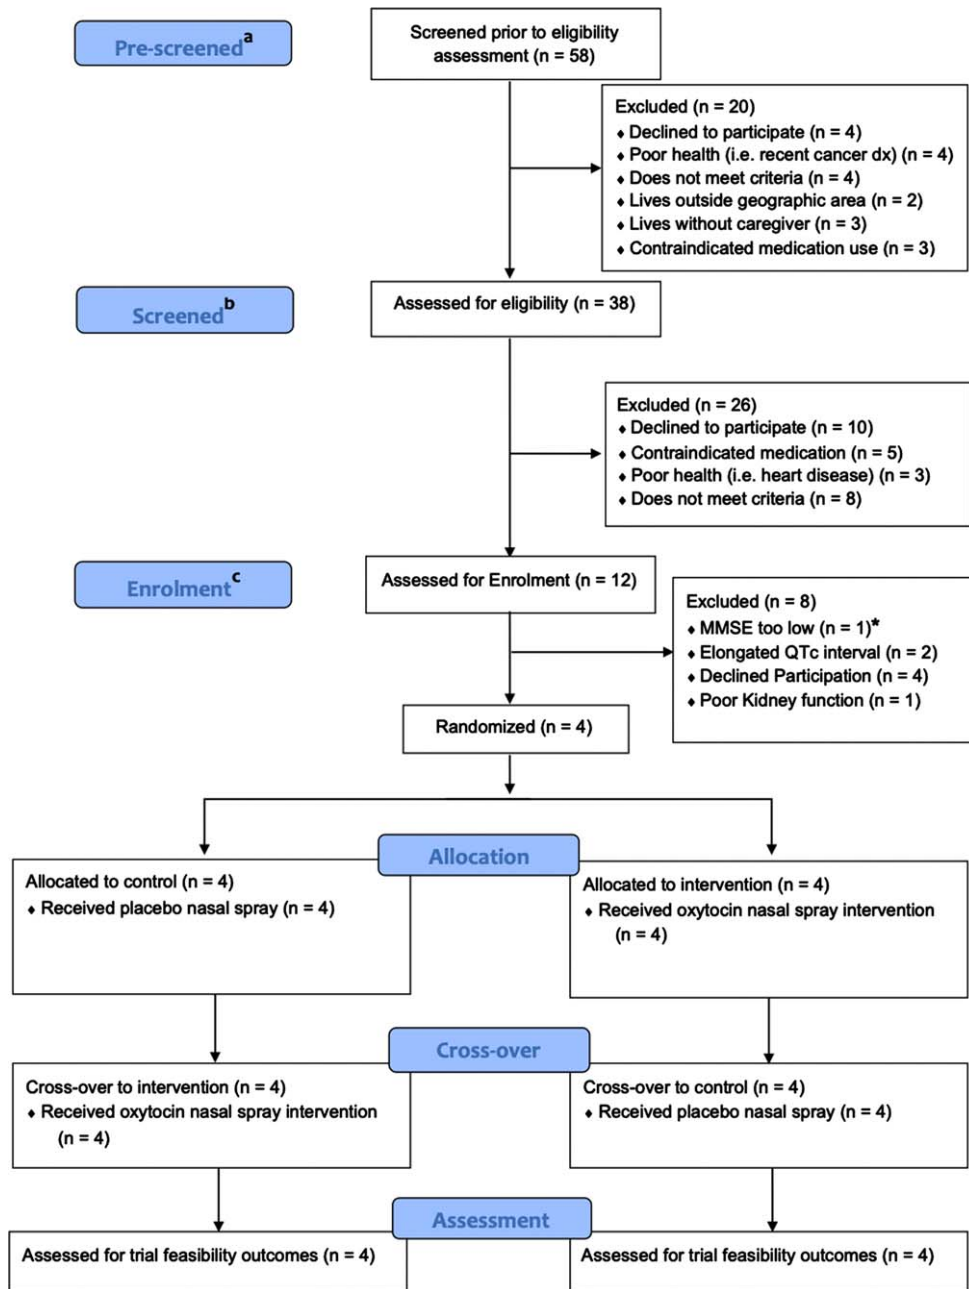 Pre-screenedᵃ
Screened prior to eligibility
assessment (n = 58)
Excluded (n = 20)
♦ Declined to participate (n = 4)
♦ Poor health (i.e. recent cancer dx) (n = 4)
♦ Does not meet criteria (n = 4)
♦ Lives outside geographic area (n = 2)
♦ Lives without caregiver (n = 3)
♦ Contraindicated medication use (n = 3)
Screenedᵇ
Assessed for eligibility (n = 38)
Excluded (n = 26)
♦ Declined to participate (n = 10)
♦ Contraindicated medication (n = 5)
♦ Poor health (i.e. heart disease) (n = 3)
♦ Does not meet criteria (n = 8)
Enrolmentᶜ
Assessed for Enrolment (n = 12)
Excluded (n = 8)
♦ MMSE too low (n = 1)*
♦ Elongated QTc interval (n = 2)
♦ Declined Participation (n = 4)
♦ Poor Kidney function (n = 1)
Randomized (n = 4)
Allocation
Allocated to control (n = 4)
♦ Received placebo nasal spray (n = 4)
Allocated to intervention (n = 4)
♦ Received oxytocin nasal spray intervention
(n = 4)
Cross-over
Cross-over to intervention (n = 4)
♦ Received oxytocin nasal spray intervention
(n = 4)
Cross-over to control (n = 4)
♦ Received placebo nasal spray (n = 4)
Assessment
Assessed for trial feasibility outcomes (n = 4)
Assessed for trial feasibility outcomes (n = 4)